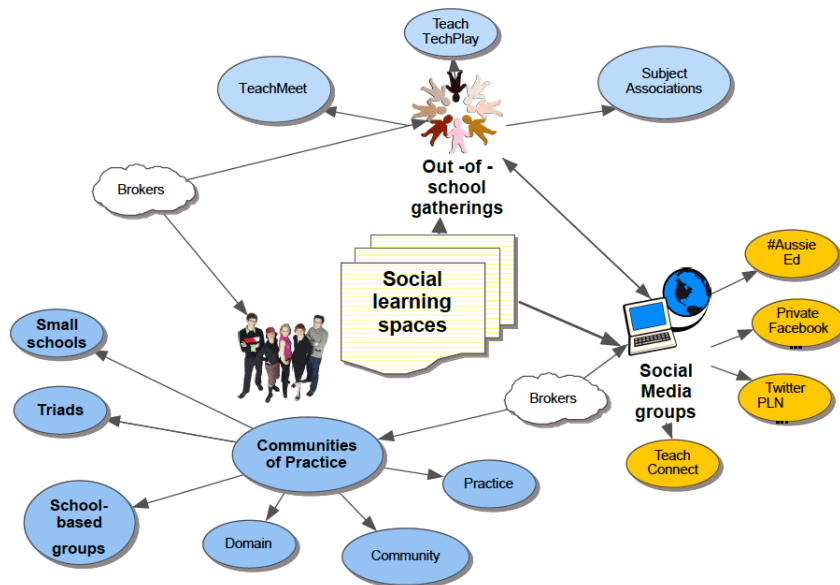 Teach
TechPlay
TeachMeet
Subject
Associations
Out -of -
school
gatherings
Brokers
Social
learning
spaces
#Aussie
Ed
Private
Facebook
...
Twitter
PLN
...
Social
Media
groups
Teach
Connect
Brokers
Small
schools
Triads
Communities
of Practice
School-
based
groups
Domain
Community
Practice